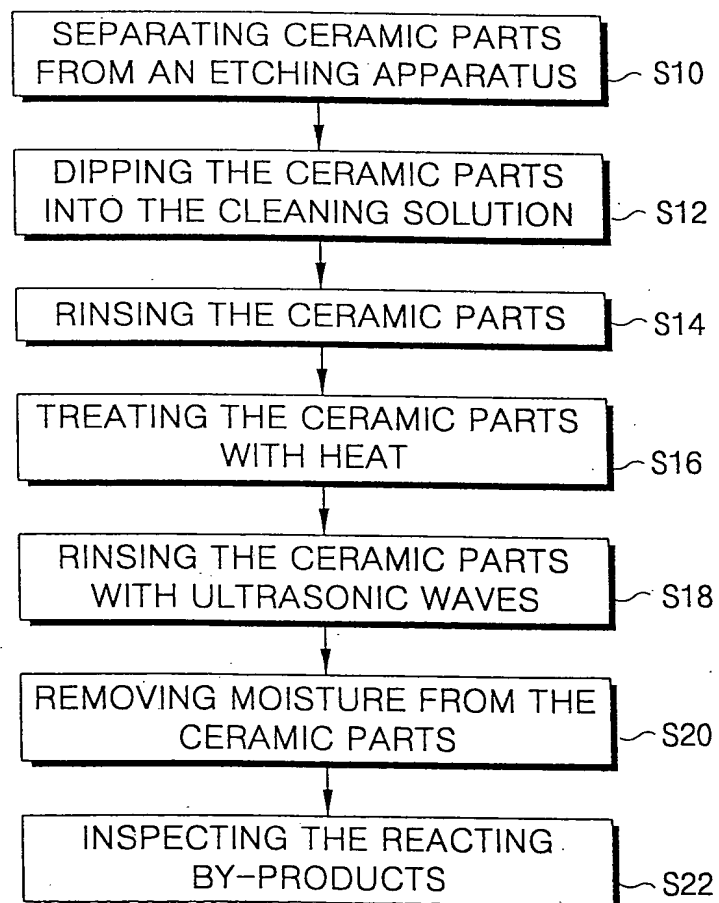 SEPARATING CERAMIC PARTS
FROM AN ETCHING APPARATUS
S10
DIPPING THE CERAMIC PARTS
INTO THE CLEANING SOLUTION
S12
RINSING THE CERAMIC PARTS
S14
TREATING THE CERAMIC PARTS
WITH HEAT
S16
RINSING THE CERAMIC PARTS
WITH ULTRASONIC WAVES
S18
REMOVING MOISTURE FROM THE
CERAMIC PARTS
S20
INSPECTING THE REACTING
BY-PRODUCTS
S22